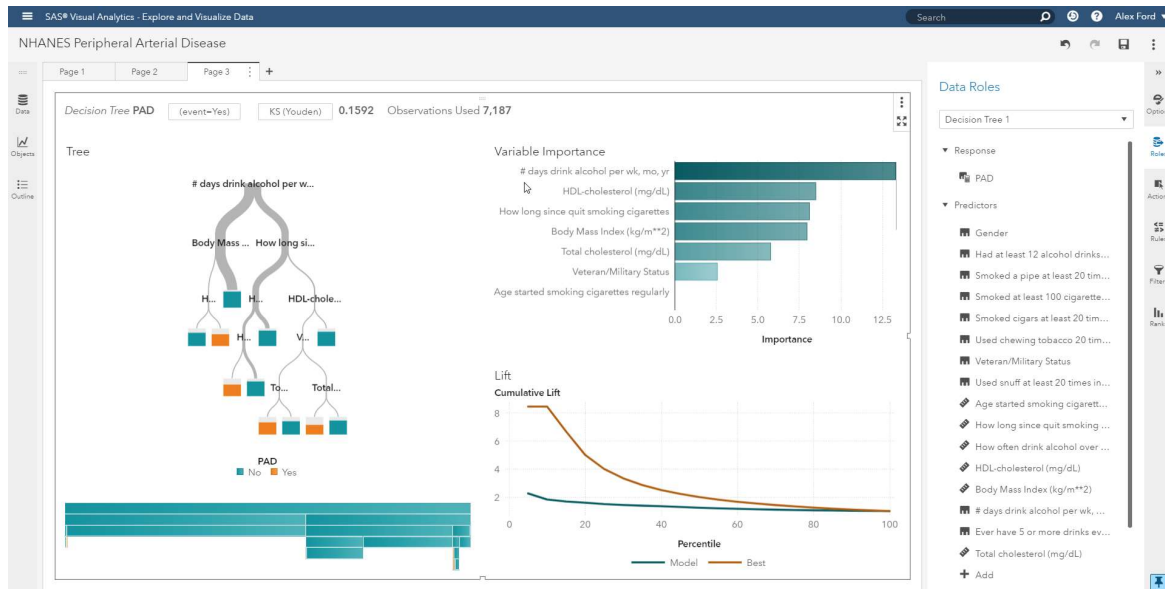 SAS® Visual Analytics - Explore and Visualize Data
Search
Alex Ford
NHANES Peripheral Arterial Disease
Page 1
Page 2
Page 3
Data
Objects
Outline
Decision Tree PAD (event=Yes) KS (Youden) 0.1592 Observations Used 7,187
Tree
# days drink alcohol per w...
Body Mass ... How long si...
H... H... HDL-chole...
H... V...
To... Total...
PAD
No Yes
Variable Importance
# days drink alcohol per wk, mo, yr
HDL-cholesterol (mg/dL)
How long since quit smoking cigarettes
Body Mass Index (kg/m**2)
Total cholesterol (mg/dL)
Veteran/Military Status
Age started smoking cigarettes regularly
0.0 2.5 5.0 7.5 10.0 12.5
Importance
Lift
Cumulative Lift
8
6
4
2
0 20 40 60 80 100
Percentile
Model Best
Data Roles
Decision Tree 1
Response
PAD
Predictors
Gender
Had at least 12 alcohol drinks...
Smoked a pipe at least 20 tim...
Smoked at least 100 cigarette...
Smoked cigars at least 20 tim...
Used chewing tobacco 20 tim...
Veteran/Military Status
Used snuff at least 20 times in...
Age started smoking cigarett...
How long since quit smoking ...
How often drink alcohol over ...
HDL-cholesterol (mg/dL)
Body Mass Index (kg/m**2)
# days drink alcohol per wk, ...
Ever have 5 or more drinks ev...
Total cholesterol (mg/dL)
+ Add
Optio
Role
Action
Rule
Filter
Rank